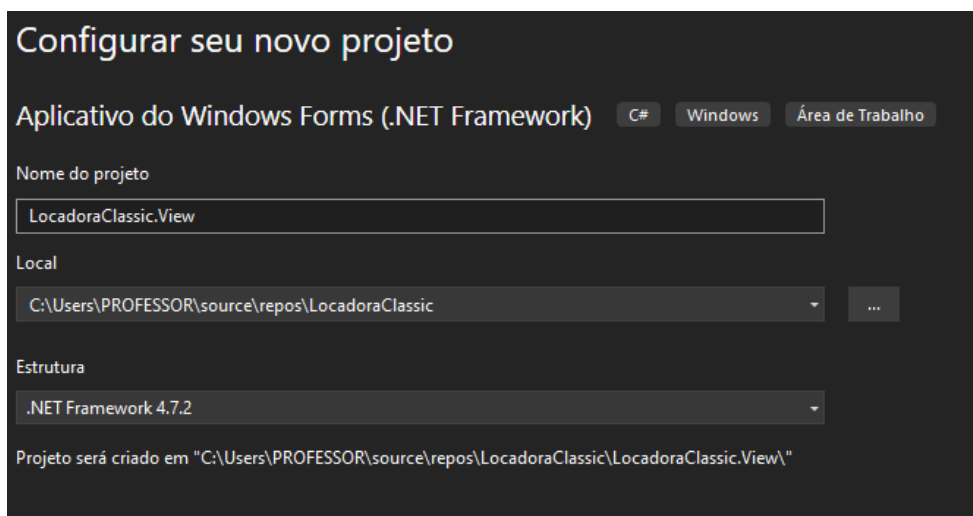 Configurar seu novo projeto
Aplicativo do Windows Forms (.NET Framework) C# Windows Área de Trabalho
Nome do projeto
LocadoraClassic.View
Local
C:\Users\PROFESSOR\source\repos\LocadoraClassic
...
Estrutura
.NET Framework 4.7.2
Projeto será criado em "C:\Users\PROFESSOR\source\repos\LocadoraClassic\LocadoraClassic.View\"